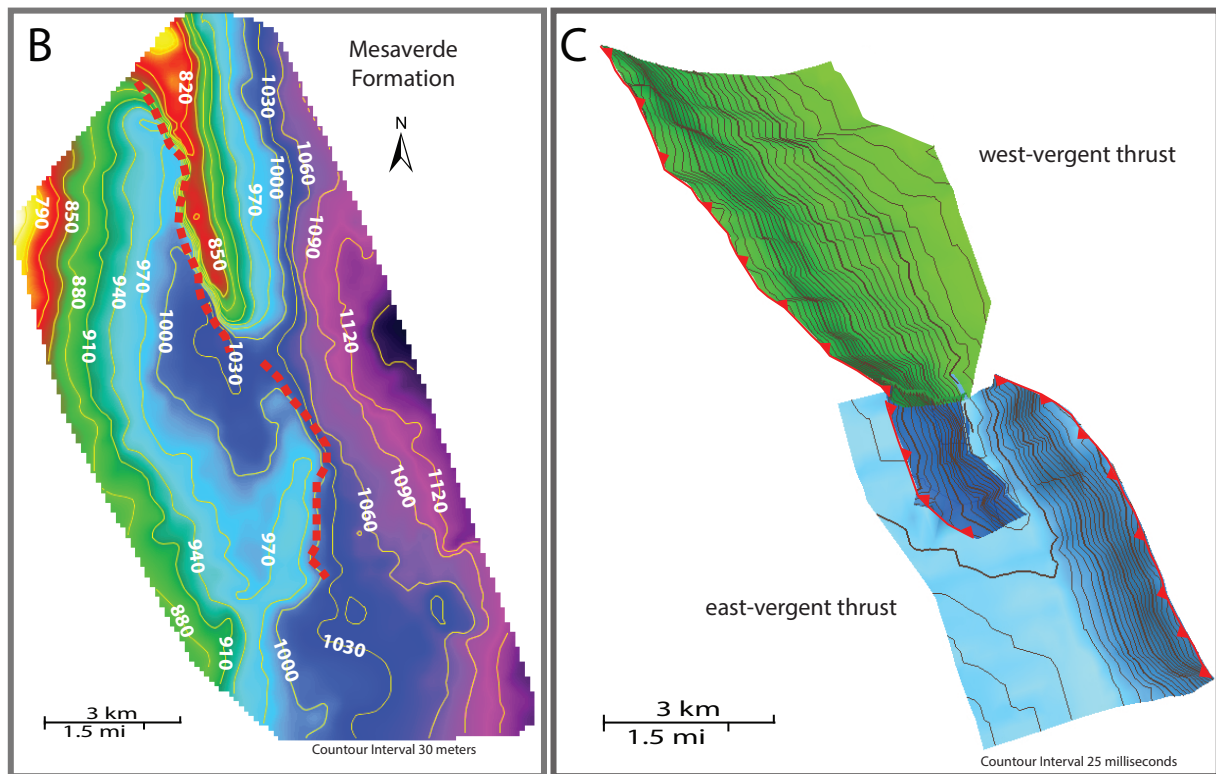 B
Mesaverde
Formation
N
820
1030
1060
1000
970
1090
790
850
850
880
940
970
910
1000
1030
1120
1060
1090
1120
970
940
880
910
1000
1030
3 km
1.5 mi
Countour Interval 30 meters
C
west-vergent thrust
east-vergent thrust
3 km
1.5 mi
Countour Interval 25 milliseconds